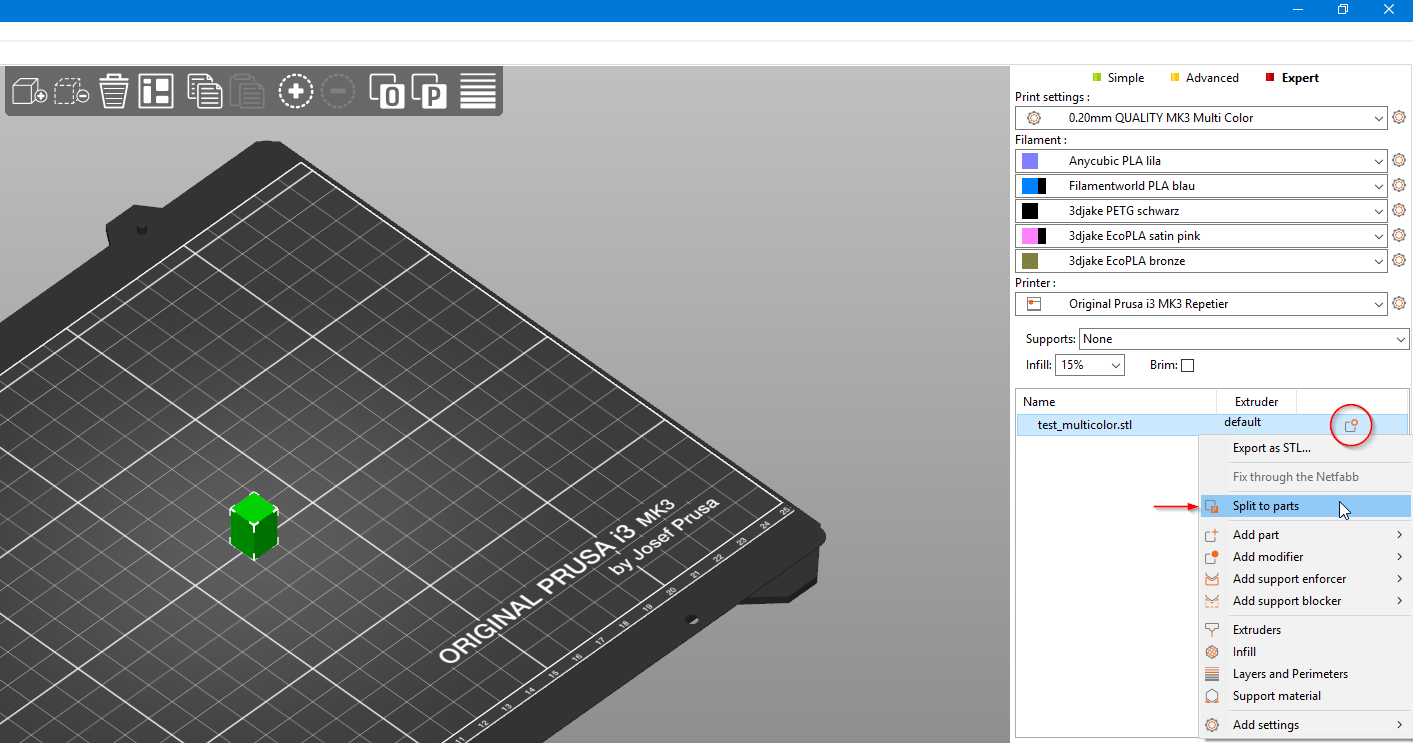 Simple Advanced Expert
Print settings :
0.20mm QUALITY MK3 Multi Color
Filament :
Anycubic PLA lila
Filamentworld PLA blau
3djake PETG schwarz
3djake EcoPLA satin pink
3djake EcoPLA bronze
Printer :
Original Prusa i3 MK3 Repetier
Supports: None
Infill: 15% Brim:
Name Extruder
test_multicolor.stl default
Export as STL...
Fix through the Netfabb
Split to parts
Add part
Add modifier
Add support enforcer
Add support blocker
Extruders
Infill
Layers and Perimeters
Support material
Add settings
O P
ORIGINAL PRUSA i3 MK3
by Josef Prusa
11 12 13 14 15 16 17 18 19 20 21 22 23 24 25